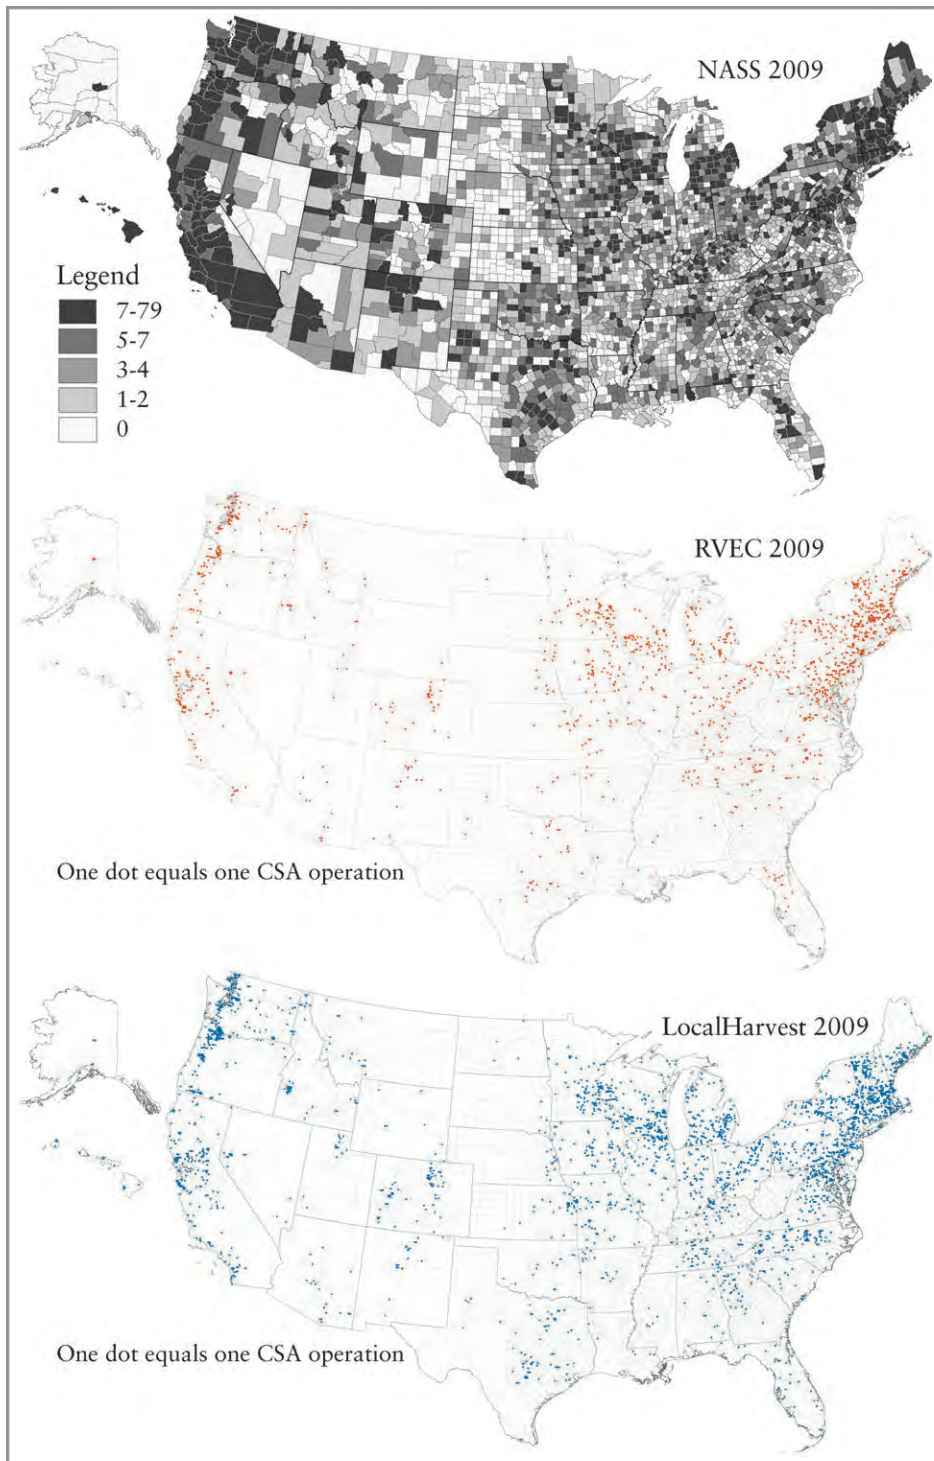 NASS 2009
Legend
7-79
5-7
3-4
1-2
0
RVEC 2009
One dot equals one CSA operation
LocalHarvest 2009
One dot equals one CSA operation